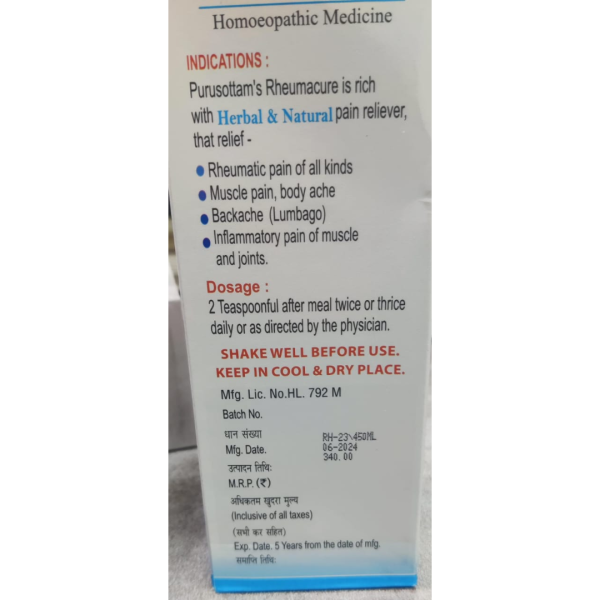 Homoeopathic Medicine
INDICATIONS :
Purusottam's Rheumacure is rich
with Herbal & Natural pain reliever,
that relief -
• Rheumatic pain of all kinds
• Muscle pain, body ache
• Backache (Lumbago)
• Inflammatory pain of muscle
and joints.
Dosage :
2 Teaspoonful after meal twice or thrice
daily or as directed by the physician.
SHAKE WELL BEFORE USE.
KEEP IN COOL & DRY PLACE.
Mfg. Lic. No.HL. 792 M
Batch No.
धान संख्या RH-23\450ML
Mfg. Date. 06-2024
340.00
उत्पादन तिथि:
M.R.P. (₹)
अधिकतम खुदरा मुल्य
(Inclusive of all taxes)
(सभी कर सहित)
Exp. Date. 5 Years from the date of mfg.
समाप्ति तिथि: